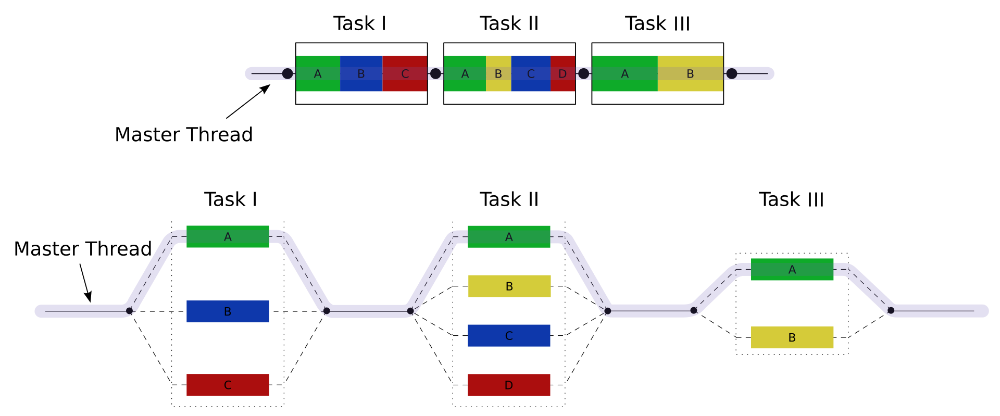 Task I
Task II
Task III
A
B
C
A
B
C
D
A
B
Master Thread
Task I
Task II
Task III
Master Thread
A
B
C
A
B
C
D
A
B